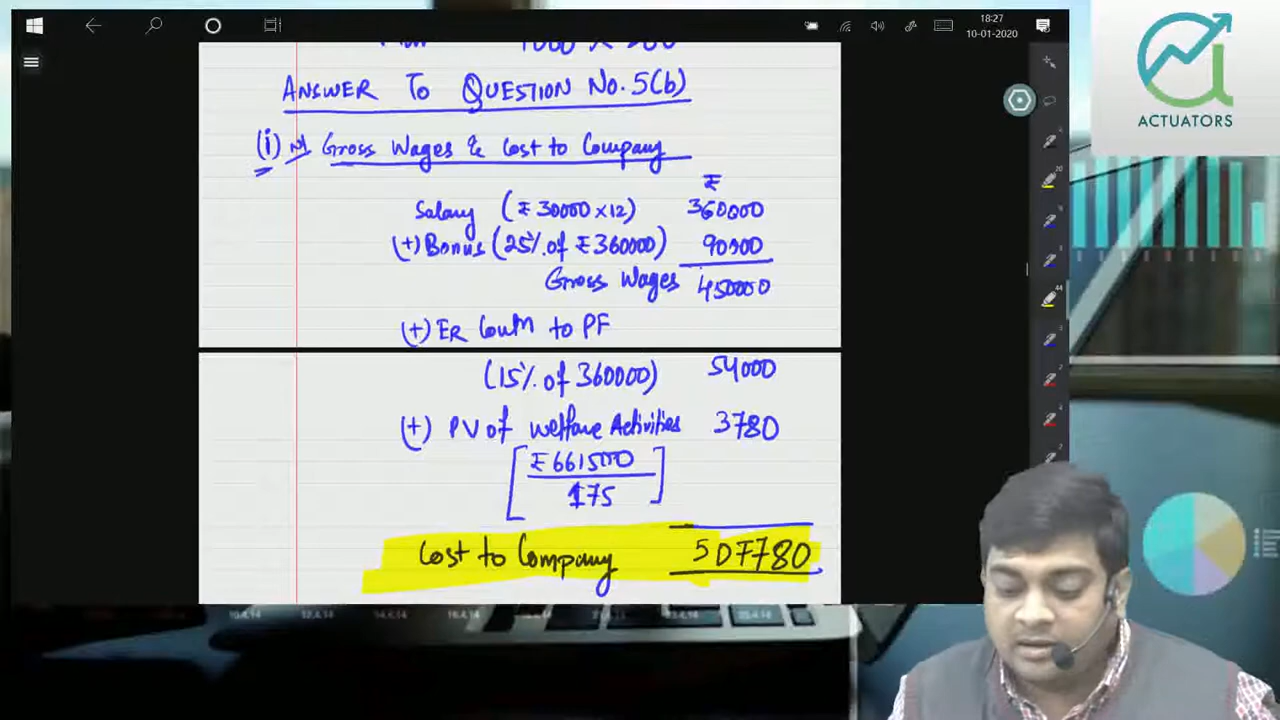 18:27
10-01-2020
ACTUATORS
ANSWER TO QUESTION NO. 5(b)
(i) Gross Wages & Cost to Company
₹
Salary (₹30000 × 12) 360000
(+) Bonus (25% of ₹360000) 90000
Gross Wages 450000
(+) ER to PF
(15% of 360000) 54000
(+) PV of welfare Activities 3780
[₹661500
175]
Cost to Company 507780
20
44